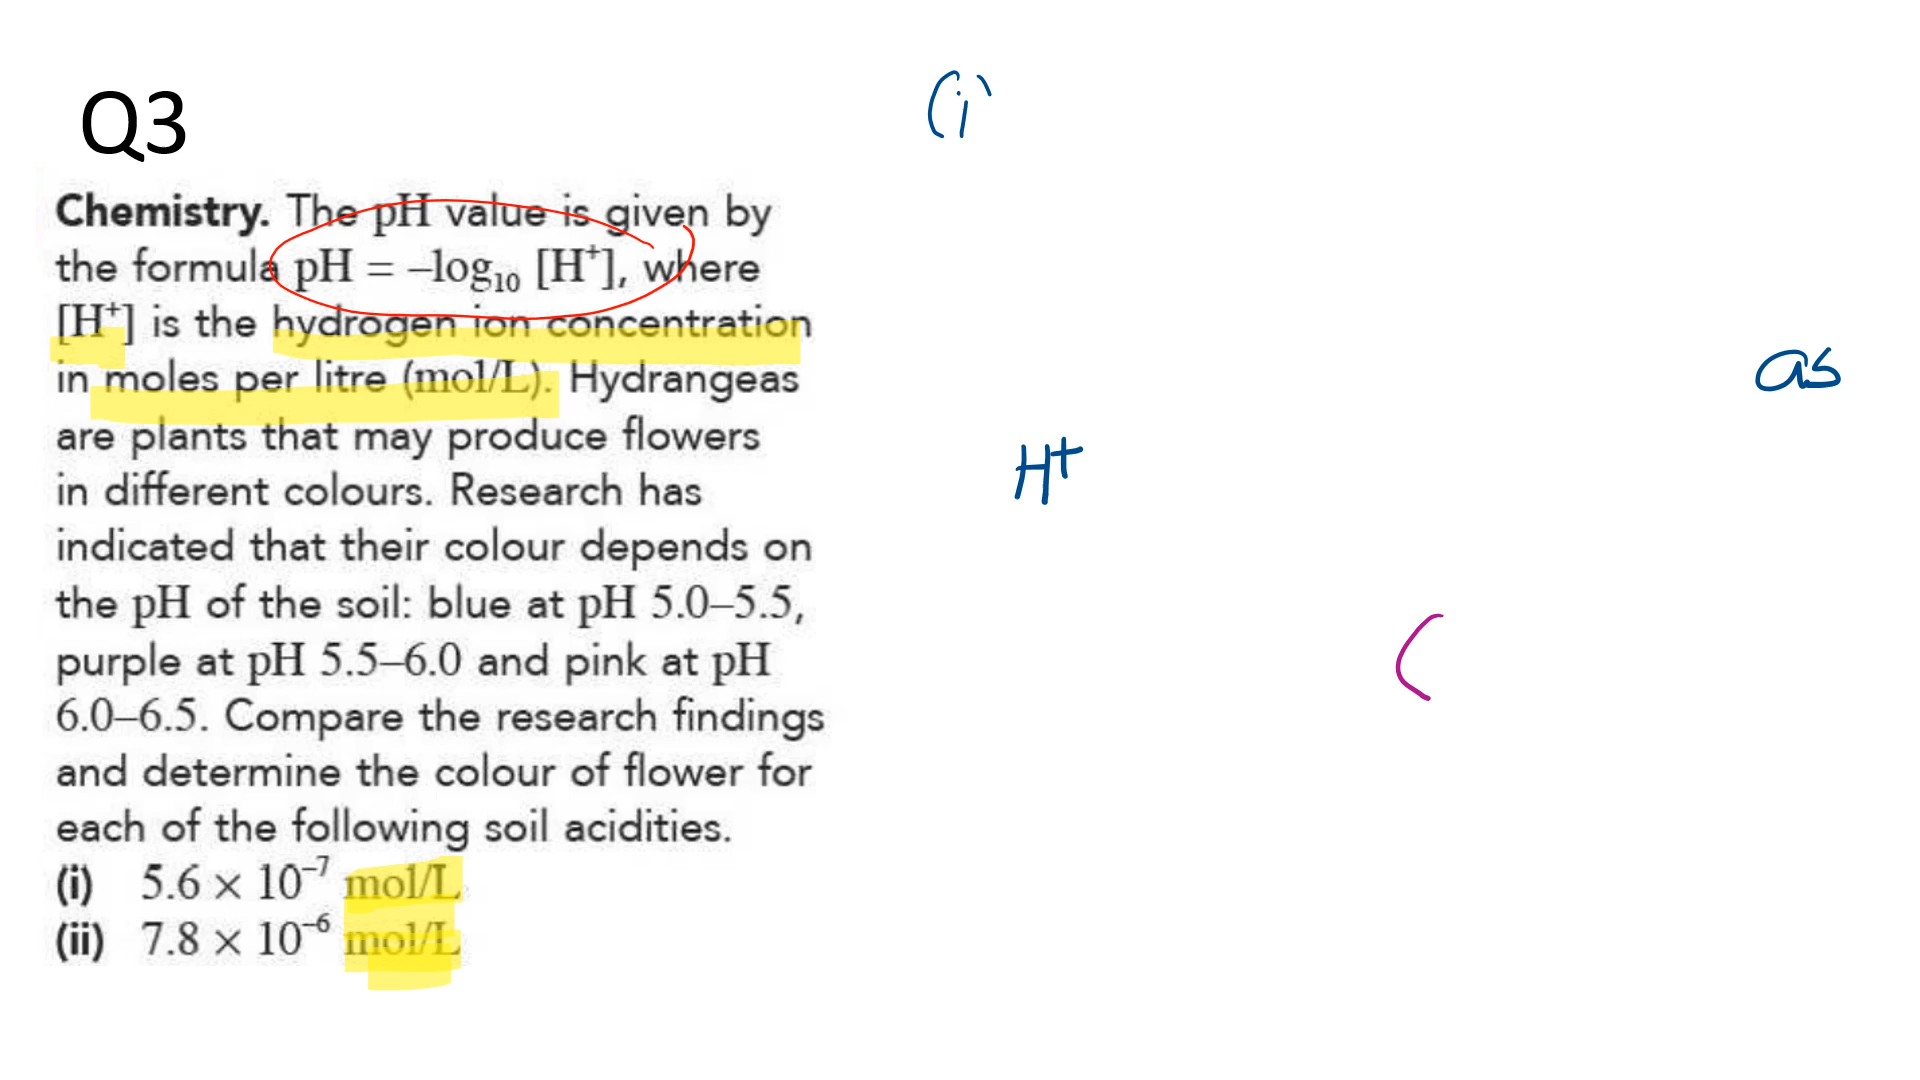 Q3
Chemistry. The pH value is given by
the formula pH = –log₁₀ [H⁺], where
[H⁺] is the hydrogen ion concentration
in moles per litre (mol/L). Hydrangeas
are plants that may produce flowers
in different colours. Research has
indicated that their colour depends on
the pH of the soil: blue at pH 5.0–5.5,
purple at pH 5.5–6.0 and pink at pH
6.0–6.5. Compare the research findings
and determine the colour of flower for
each of the following soil acidities.
(i) 5.6 × 10⁻⁷ mol/L
(ii) 7.8 × 10⁻⁶ mol/L
(i)
as
H⁺
(